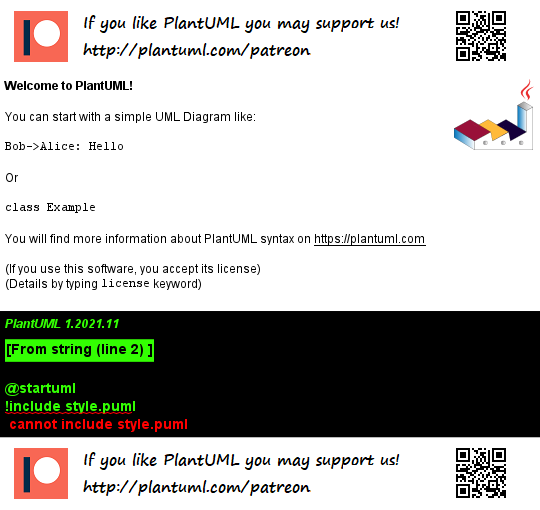 If you like PlantUML you may support us!
http://plantuml.com/patreon
Welcome to PlantUML!
You can start with a simple UML Diagram like:
Bob->Alice: Hello
Or
class Example
You will find more information about PlantUML syntax on https://plantuml.com
(If you use this software, you accept its license)
(Details by typing license keyword)
PlantUML 1.2021.11
[From string (line 2) ]
@startuml
!include style.puml
cannot include style.puml
If you like PlantUML you may support us!
http://plantuml.com/patreon